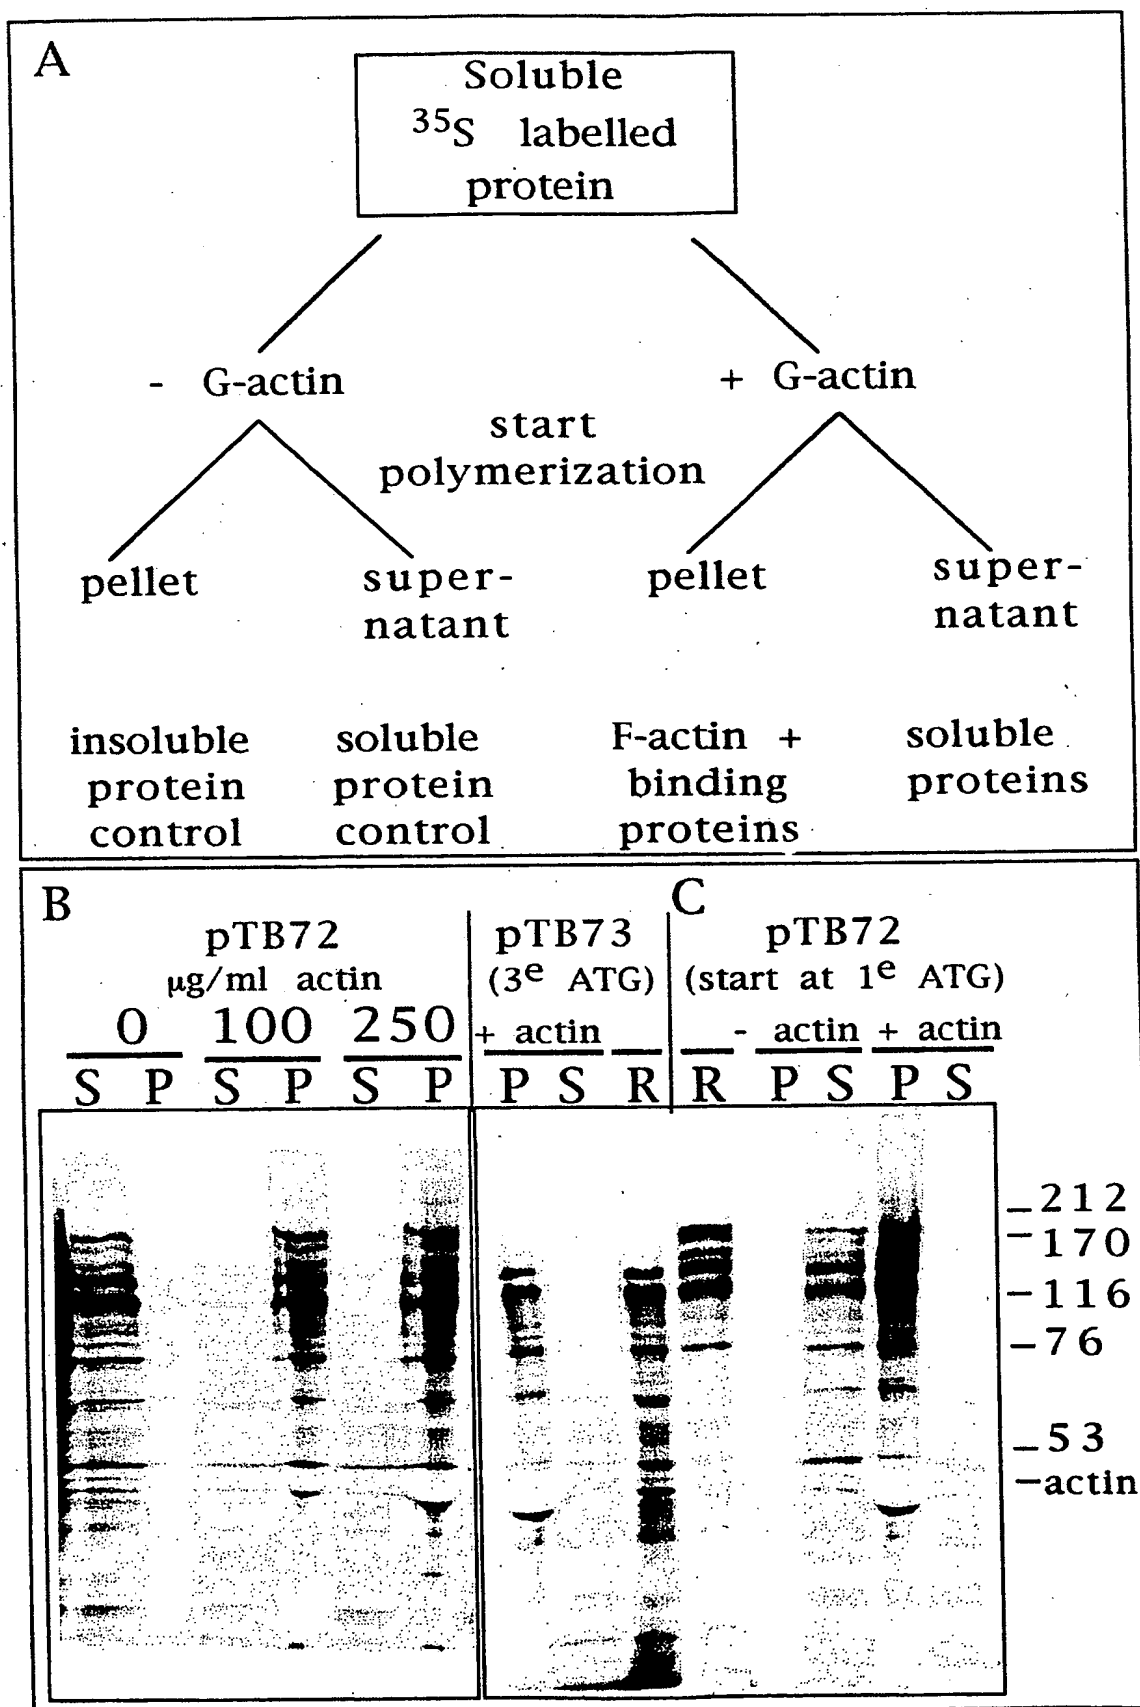 A
Soluble
35S labelled
protein
- G-actin
+ G-actin
start
polymerization
pellet
super-
natant
pellet
super-
natant
insoluble
protein
control
soluble
protein
control
F-actin +
binding
proteins
soluble
proteins
B
pTB72
µg/ml actin
0 100 250
S P S P S P
pTB73
(3e ATG)
+ actin
P S R
C
pTB72
(start at 1e ATG)
- actin + actin
R P S P S
212
170
116
76
53
actin